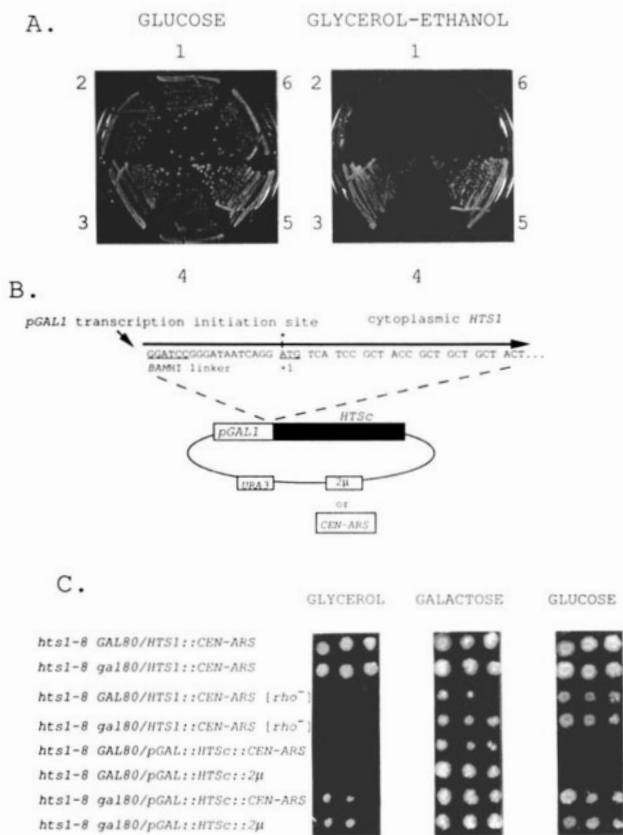 A.
GLUCOSE GLYCEROL-ETHANOL
1 1
2 6 2 6
3 5 3 5
4 4
B.
pGAL1 transcription initiation site cytoplasmic HTS1
GGATCCGGGATAATCAGG ATG TCA TCC GCT ACC GCT GCT GCT ACT...
BAMHI linker +1
HTSc
pGAL1
URA3 2μ
or
CEN-ARS
C.
GLYCEROL GALACTOSE GLUCOSE
hts1-8 GAL80/HTS1::CEN-ARS
hts1-8 gal80/HTS1::CEN-ARS
hts1-8 GAL80/HTS1::CEN-ARS [rho⁻]
hts1-8 gal80/HTS1::CEN-ARS [rho⁻]
hts1-8 GAL80/pGAL::HTSc::CEN-ARS
hts1-8 GAL80/pGAL::HTSc::2μ
hts1-8 gal80/pGAL::HTSc::CEN-ARS
hts1-8 gal80/pGAL::HTSc::2μ